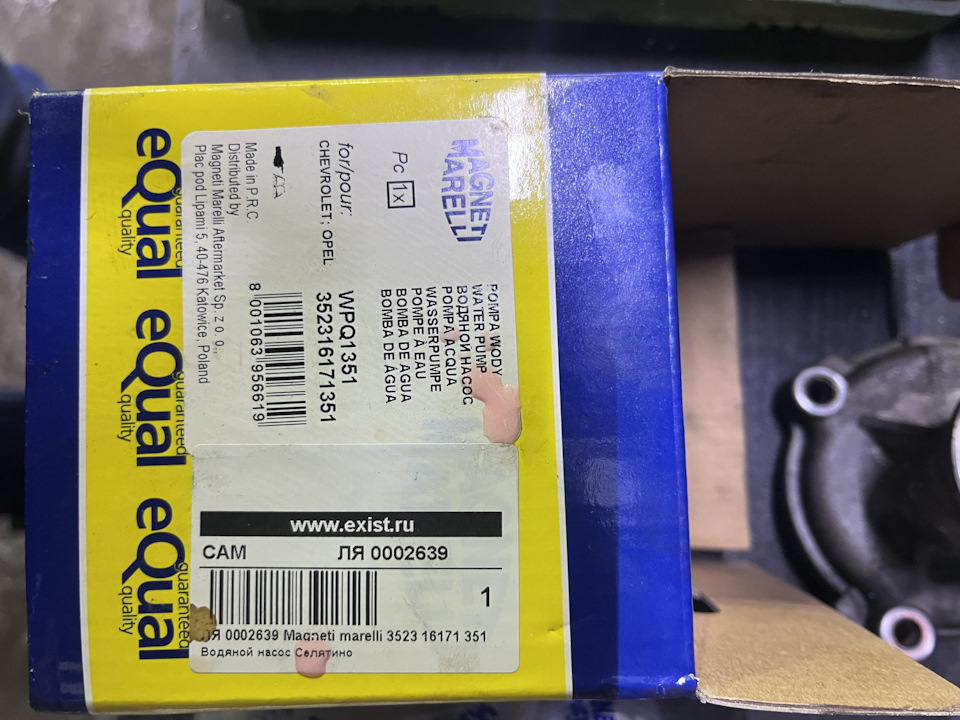 MAGNETI
MARELLI
Pc 1x
POMPA WODY
WATER PUMP
ВОДЯНОЙ НАСОС
POMPA ACQUA
WASSERPUMPE
POMPE À EAU
BOMBA DE AGUA
BOMBA DE ÁGUA
for/pour:
CHEVROLET; OPEL
WPQ1351
352316171351
8 001063 956619
Made in P.R.C.
Distributed by
Magneti Marelli Aftermarket Sp. z o. o.,
Plac pod Lipami 5, 40-476 Katowice, Poland
eQual
guaranteed
quality
eQual
guaranteed
quality
eQual
guaranteed
quality
www.exist.ru
САМ ЛЯ 0002639
1
ЛЯ 0002639 Magneti marelli 3523 16171 351
Водяной насос Селятино